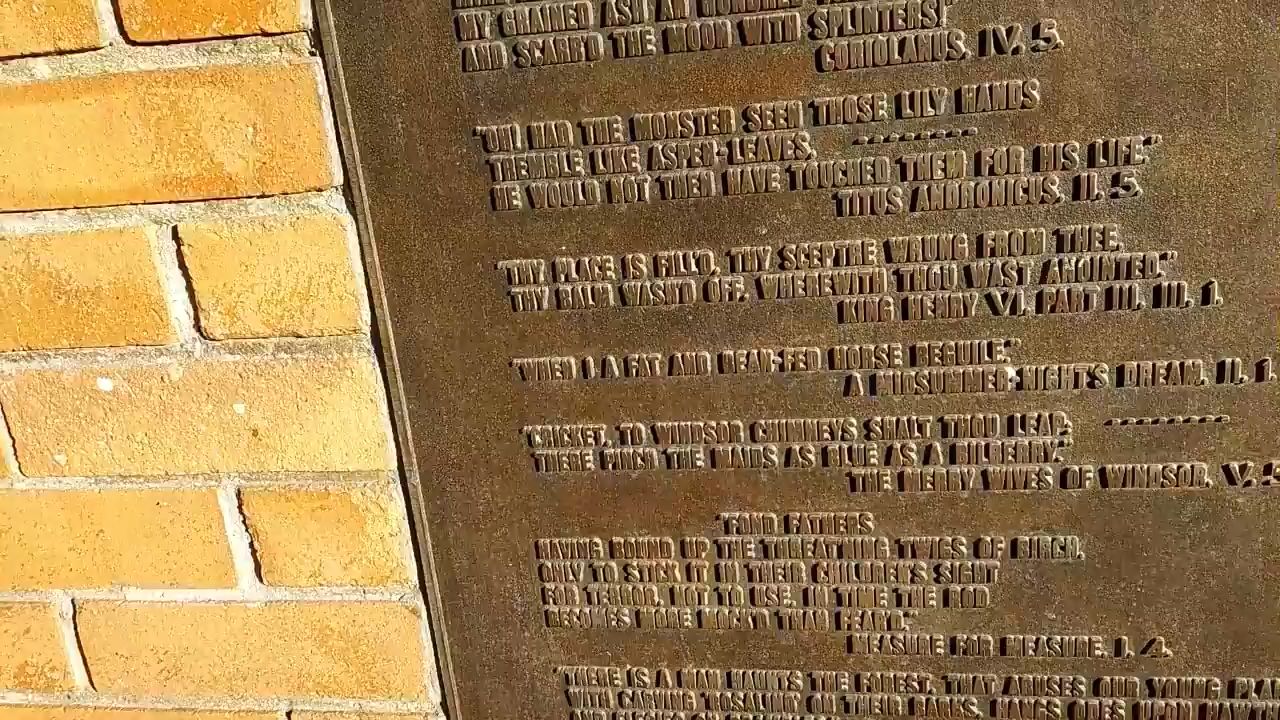 MY GRAINED ASH AN HUNDRED
AND SCARR'D THE MOON WITH SPLINTERS."
CORIOLANUS, IV. 5.
"OH! HAD THE MONSTER SEEN THOSE LILY HANDS
TREMBLE LIKE ASPEN-LEAVES, ---------
HE WOULD NOT THEN HAVE TOUCHED THEM FOR HIS LIFE."
TITUS ANDRONICUS, II. 5.
"THY PLACE IS FILL'D, THY SCEPTRE WRUNG FROM THEE,
THY BALM WASH'D OFF, WHEREWITH THOU WAST ANOINTED."
KING HENRY VI. PART III, III, 1.
"WHEN I A FAT AND BEAN-FED HORSE BEGUILE."
A MIDSUMMER-NIGHT'S DREAM, II, 1.
"CRICKET, TO WINDSOR CHIMNEYS SHALT THOU LEAP: ---------
THERE PINCH THE MAIDS AS BLUE AS A BILBERRY."
THE MERRY WIVES OF WINDSOR, V. 5
"FOND FATHERS
HAVING BOUND UP THE THREAT'NING TWIGS OF BIRCH,
ONLY TO STICK IT IN THEIR CHILDREN'S SIGHT
FOR TERROR, NOT TO USE, IN TIME THE ROD
BECOMES MORE MOCK'D THAN FEAR'D."
MEASURE FOR MEASURE, I. 4.
"THERE IS A MAN HAUNTS THE FOREST, THAT ABUSES OUR YOUNG
WITH CARVING 'ROSALIND' ON THEIR BARKS, HANGS ODES UPON